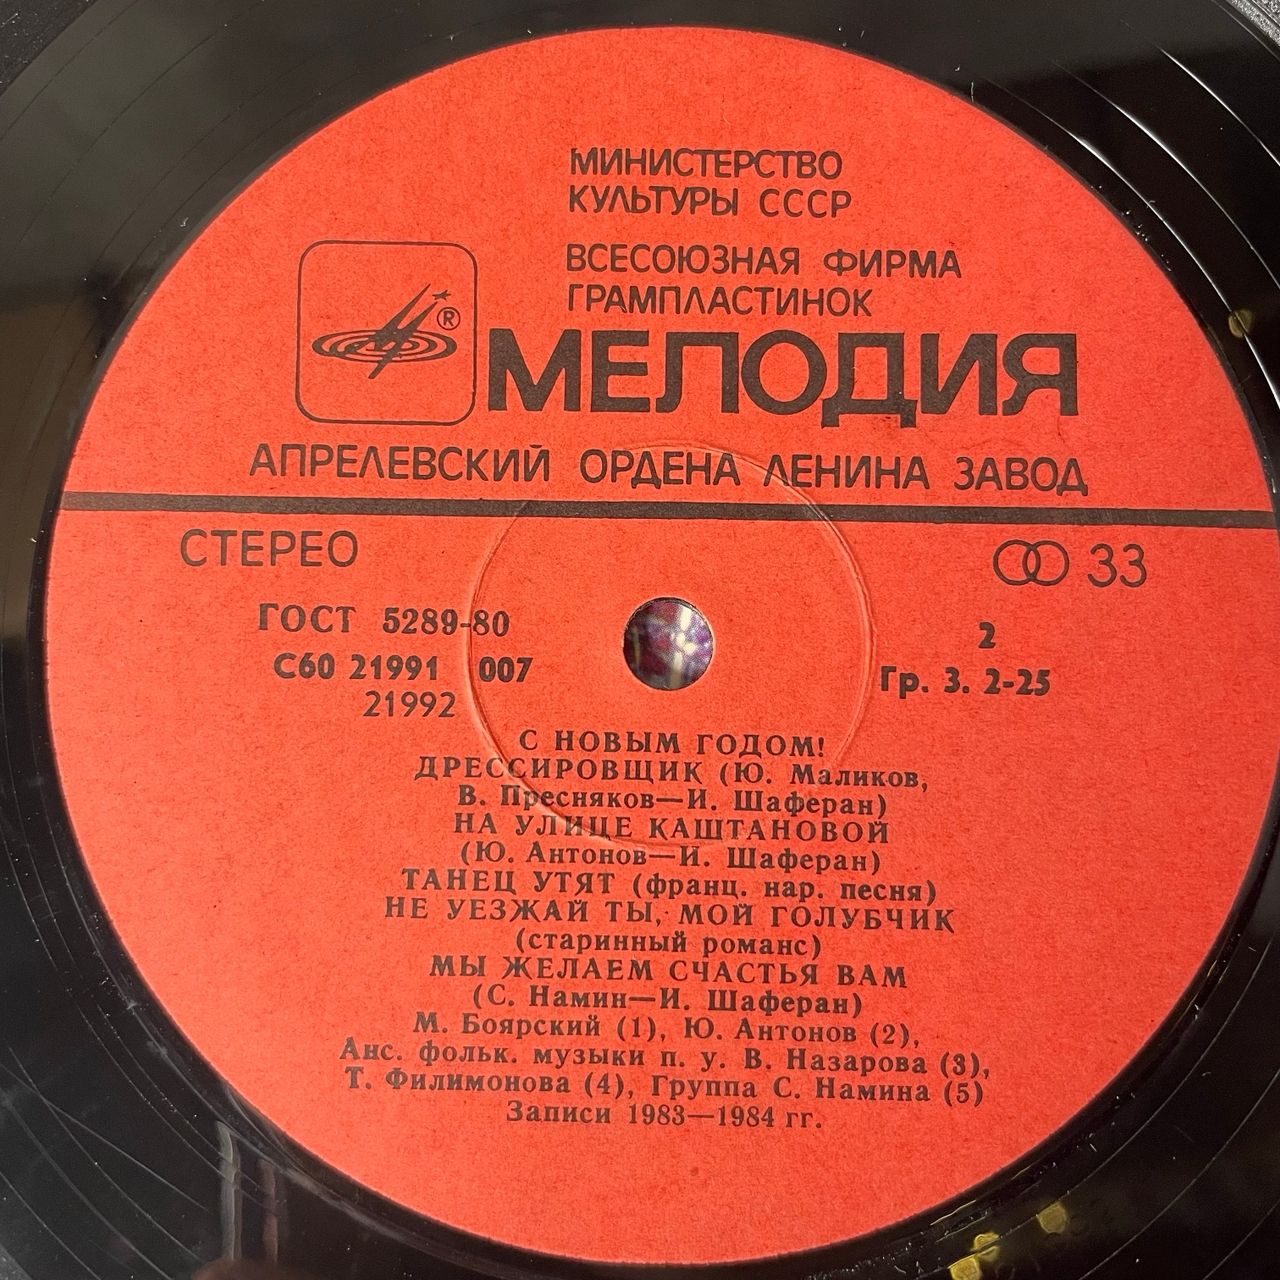 МИНИСТЕРСТВО
КУЛЬТУРЫ СССР
ВСЕСОЮЗНАЯ ФИРМА
ГРАМПЛАСТИНОК
®
МЕЛОДИЯ
АПРЕЛЕВСКИЙ ОРДЕНА ЛЕНИНА ЗАВОД
СТЕРЕО
33
ГОСТ 5289-80
2
С60 21991 007
Гр. 3. 2-25
21992
С НОВЫМ ГОДОМ!
ДРЕССИРОВЩИК (Ю. Маликов,
В. Пресняков—И. Шаферан)
НА УЛИЦЕ КАШТАНОВОЙ
(Ю. Антонов—И. Шаферан)
ТАНЕЦ УТЯТ (франц. нар. песня)
НЕ УЕЗЖАЙ ТЫ, МОЙ ГОЛУБЧИК
(старинный романс)
МЫ ЖЕЛАЕМ СЧАСТЬЯ ВАМ
(С. Намин—И. Шаферан)
М. Боярский (1), Ю. Антонов (2),
Анс. фольк. музыки п. у. В. Назарова (3),
Т. Филимонова (4), Группа С. Намина (5)
Записи 1983—1984 гг.